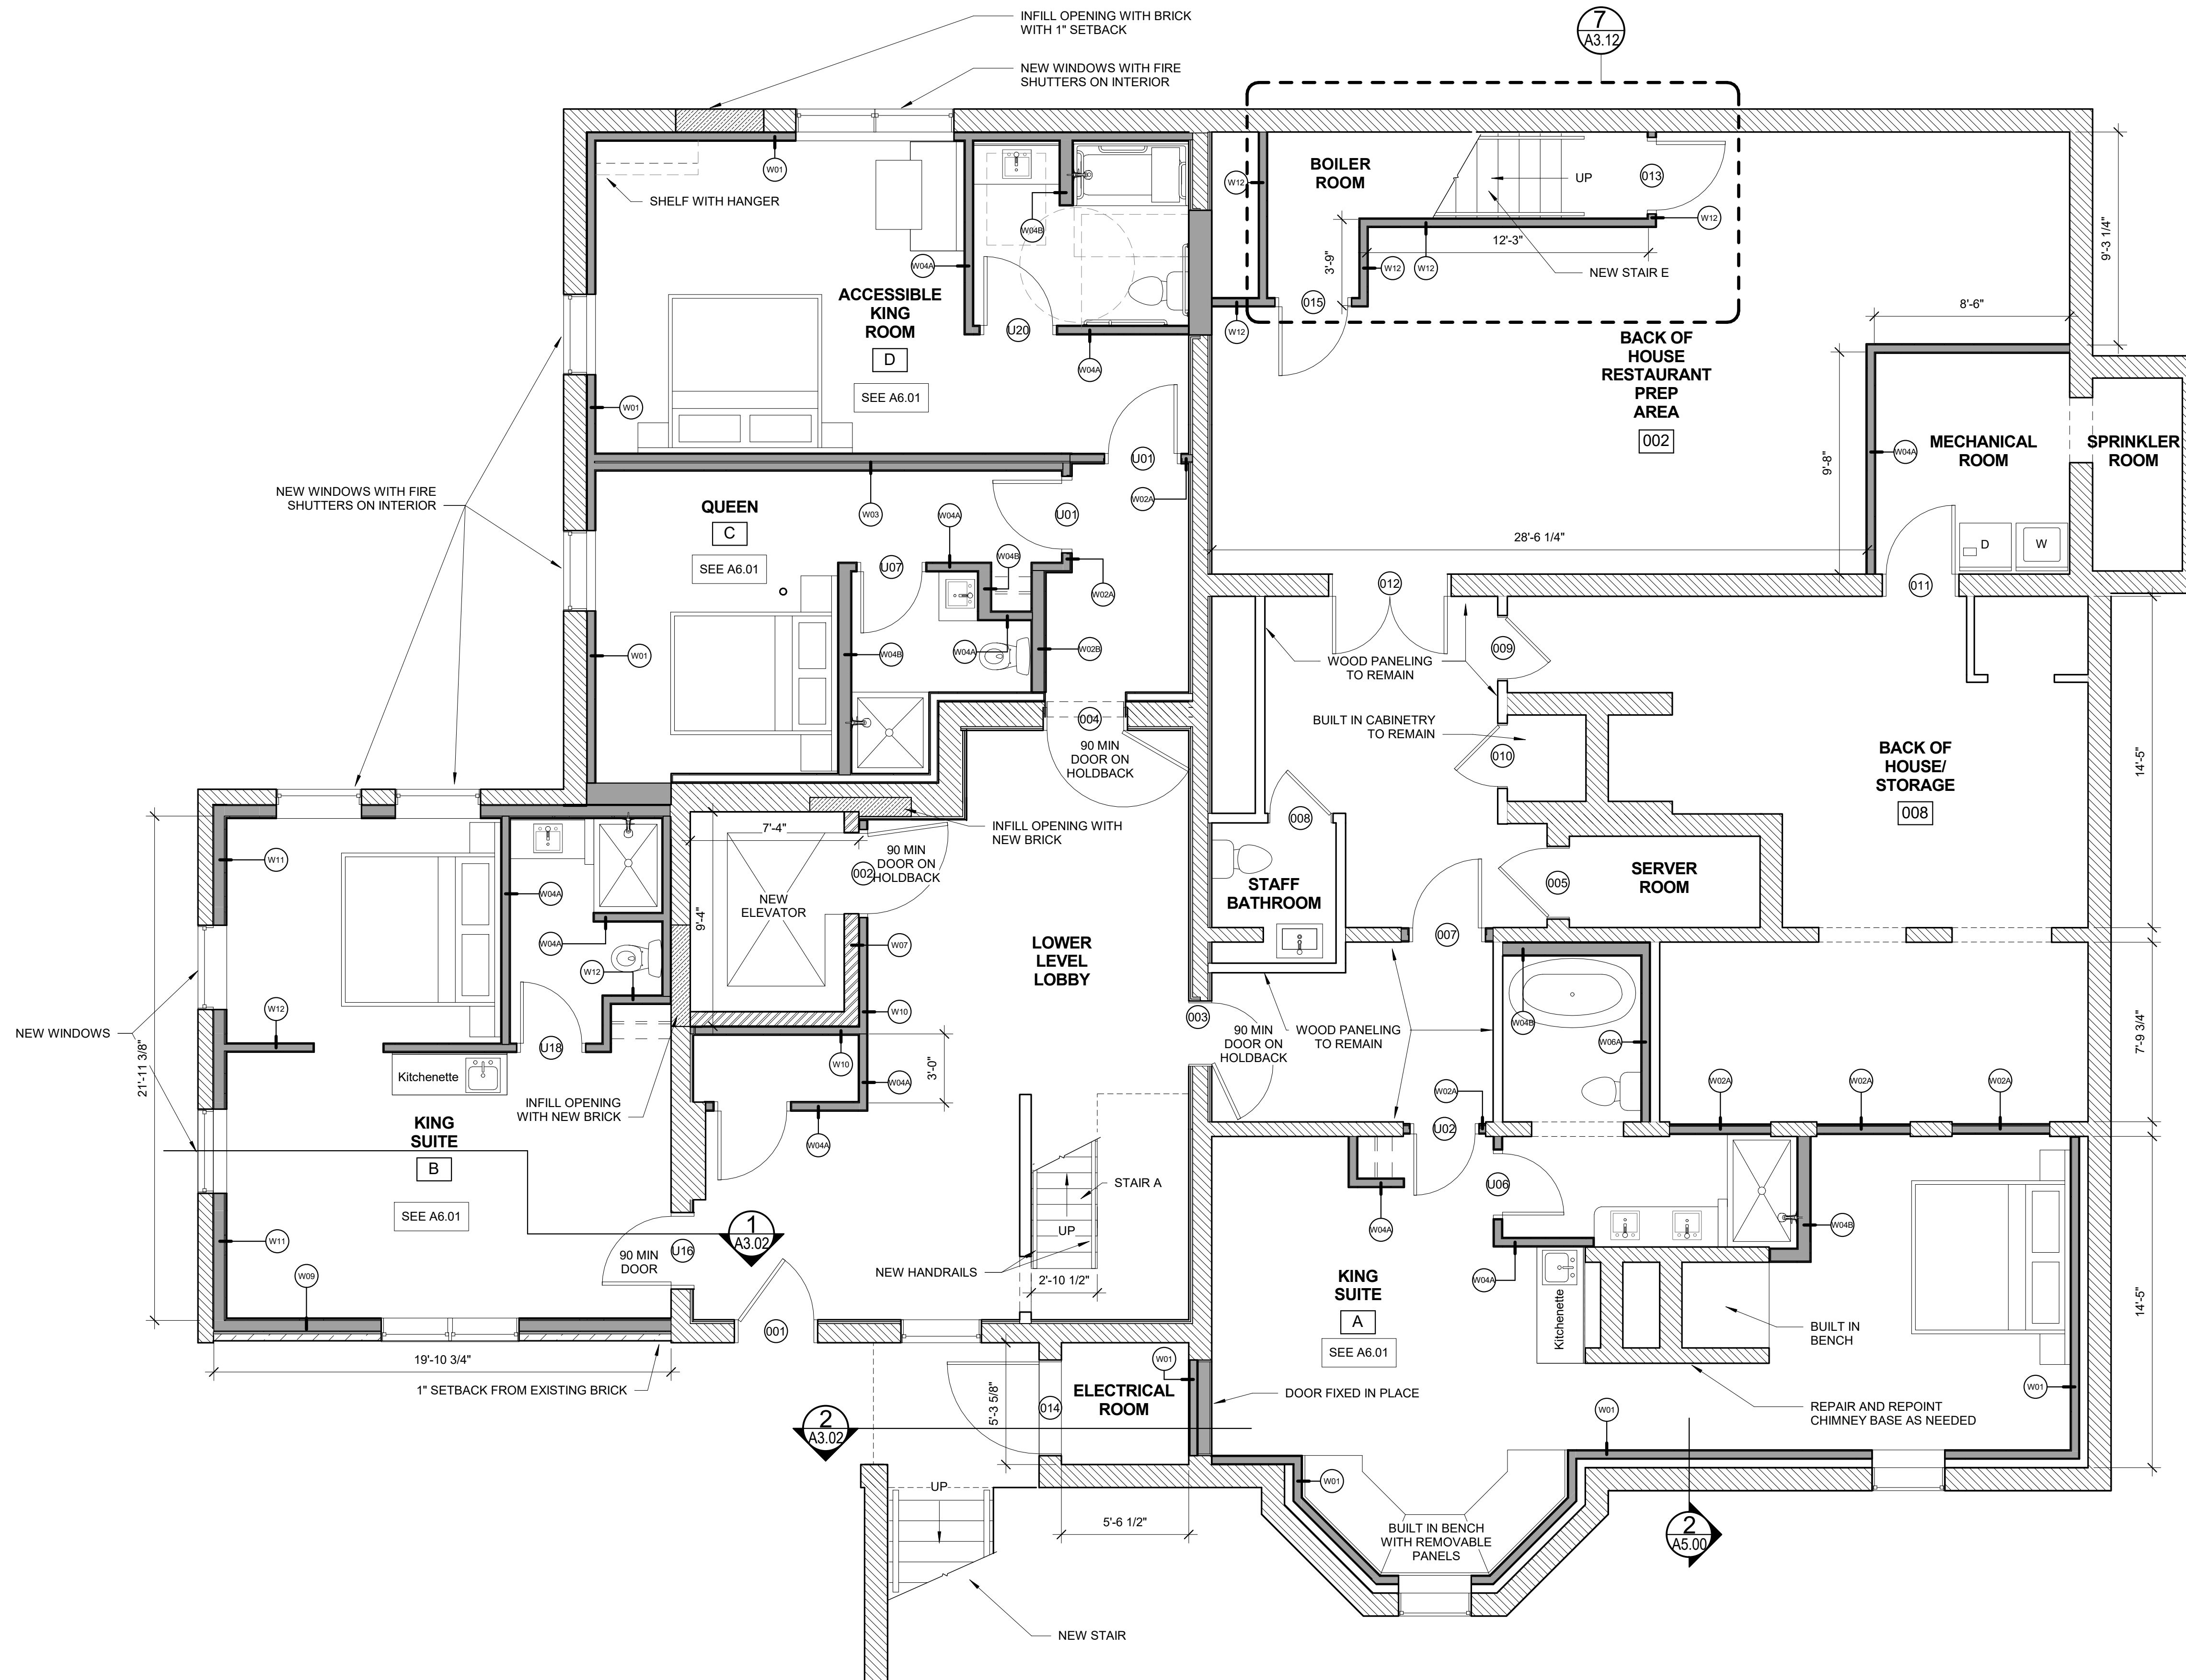 INFILL OPENING WITH BRICK
WITH 1" SETBACK
7
A3.12
NEW WINDOWS WITH FIRE
SHUTTERS ON INTERIOR
W01
SHELF WITH HANGER
W04B
W04A
ACCESSIBLE
KING
ROOM
D
SEE A6.01
U20
W04A
W01
U01
W02A
BOILER
ROOM
W12
UP
013
W12
12'-3"
3'-9"
W12
W12
NEW STAIR E
015
W12
BACK OF
HOUSE
RESTAURANT
PREP
AREA
002
9'-3 1/4"
8'-6"
9'-8"
MECHANICAL
ROOM
W04A
SPRINKLER
ROOM
D
W
28'-6 1/4"
012
011
NEW WINDOWS WITH FIRE
SHUTTERS ON INTERIOR
QUEEN
C
SEE A6.01
W03
W04A
U01
U07
W04B
W02A
W01
W04B
W04A
W02B
004
90 MIN
DOOR ON
HOLDBACK
WOOD PANELING
TO REMAIN
009
BUILT IN CABINETRY
TO REMAIN
010
BACK OF
HOUSE/
STORAGE
008
14'-5"
INFILL OPENING WITH
NEW BRICK
7'-4"
9'-4"
NEW
ELEVATOR
002
90 MIN
DOOR ON
HOLDBACK
008
STAFF
BATHROOM
005
SERVER
ROOM
007
W11
W04A
W04A
W12
W12
U18
Kitchenette
NEW WINDOWS
21'-11 3/8"
W07
W10
W10
3'-0"
W04A
W04A
LOWER
LEVEL
LOBBY
003
90 MIN
DOOR ON
HOLDBACK
WOOD PANELING
TO REMAIN
W04B
W06A
W02A
U02
W02A
W02A
W02A
7'-9 3/4"
INFILL OPENING
WITH NEW BRICK
KING
SUITE
B
SEE A6.01
W11
W09
90 MIN
DOOR
U16
1
A3.02
STAIR A
UP
NEW HANDRAILS
2'-10 1/2"
001
19'-10 3/4"
1" SETBACK FROM EXISTING BRICK
W04A
U06
W04A
W04B
KING
SUITE
A
SEE A6.01
Kitchenette
BUILT IN
BENCH
14'-5"
W01
ELECTRICAL
ROOM
W01
014
5'-3 5/8"
2
A3.02
DOOR FIXED IN PLACE
REPAIR AND REPOINT
CHIMNEY BASE AS NEEDED
W01
W01
UP
5'-6 1/2"
BUILT IN BENCH
WITH REMOVABLE
PANELS
2
A5.00
NEW STAIR